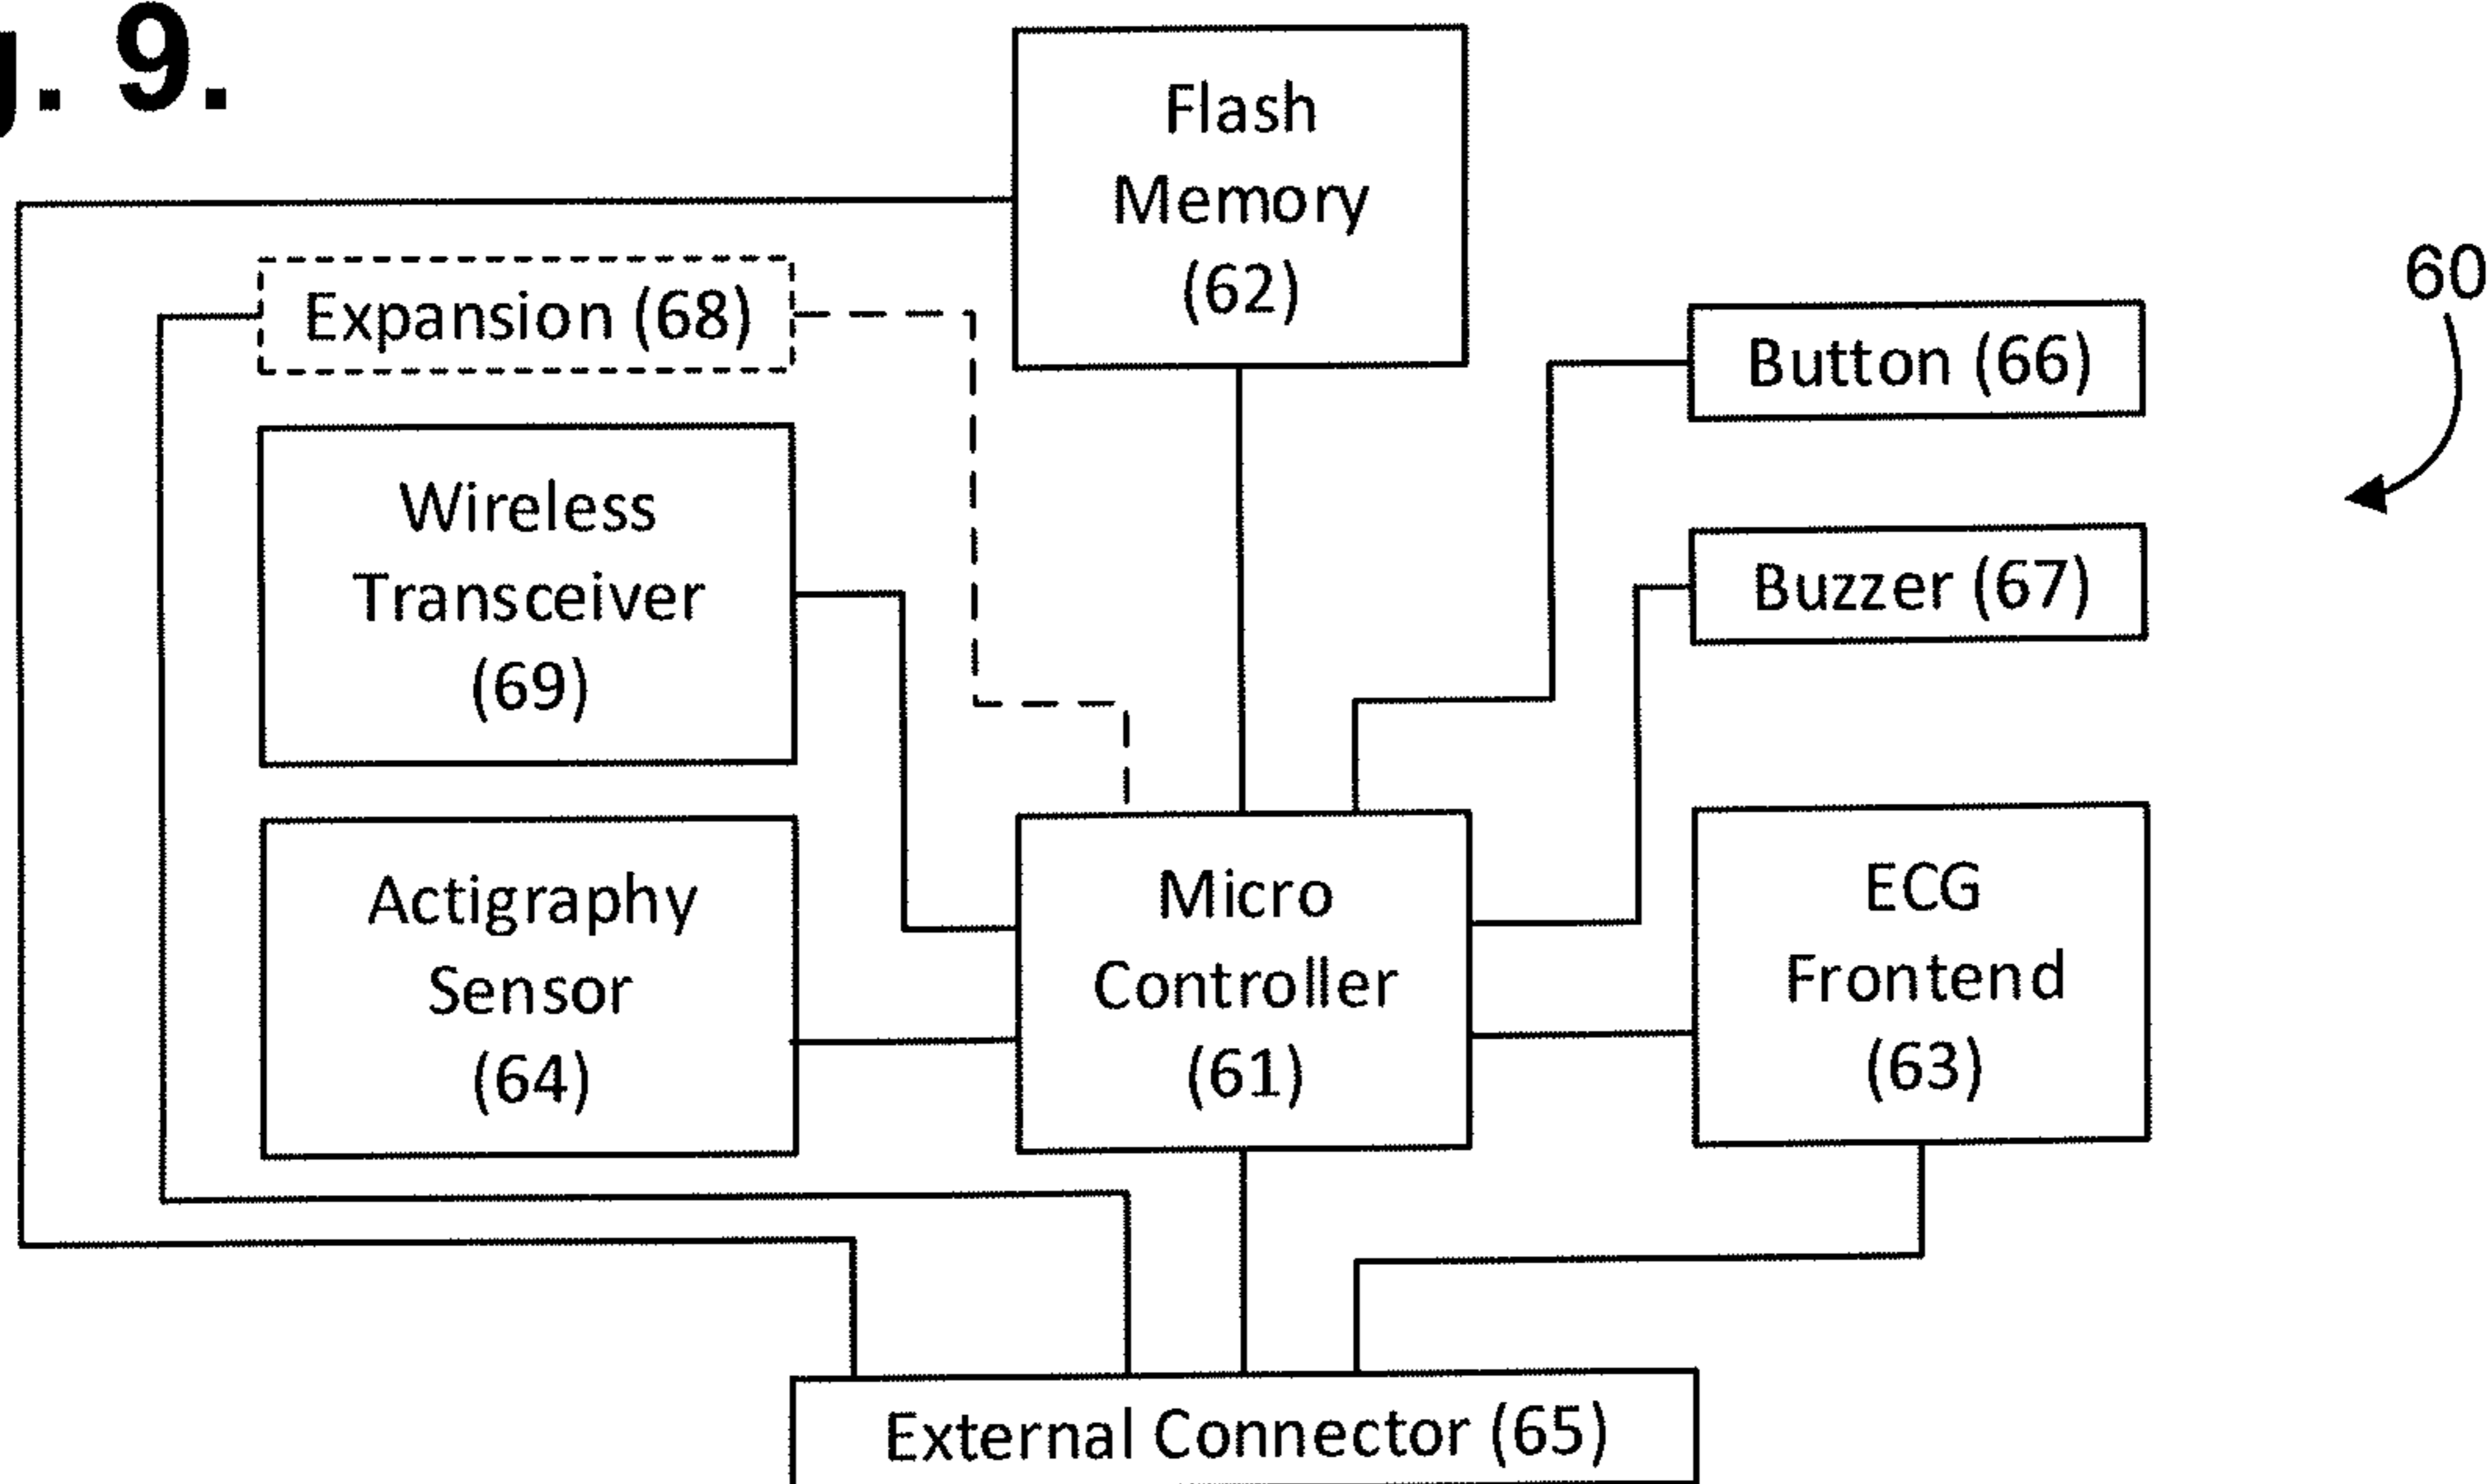 g. 9.
Flash
Memory
(62)
Expansion (68)
60
Button (66)
Wireless
Transceiver
(69)
Buzzer (67)
Actigraphy
Sensor
(64)
Micro
Controller
(61)
ECG
Frontend
(63)
External Connector (65)